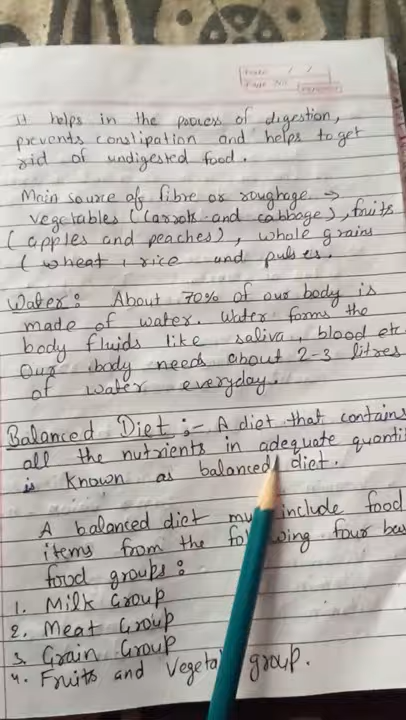 Date / /
Page No.
It helps in the process of digestion,
prevents constipation and helps to get
rid of undigested food.
Main source of fibre or roughage →
vegetables (carrots and cabbage), fruits
(apples and peaches), whole grains
(wheat, rice and pulses.
Water: About 70% of our body is
made of water. Water forms the
body fluids like saliva, blood etc
Our body needs about 2-3 litres
of water everyday.
Balanced Diet :- A diet that contains
all the nutrients in adequate quanti
is known as balanced diet.
A balanced diet mu include food
items from the fo wing four bas
food groups:
1. Milk Group
2. Meat Group
3. Grain Group
4. Fruits and Vegeta group.